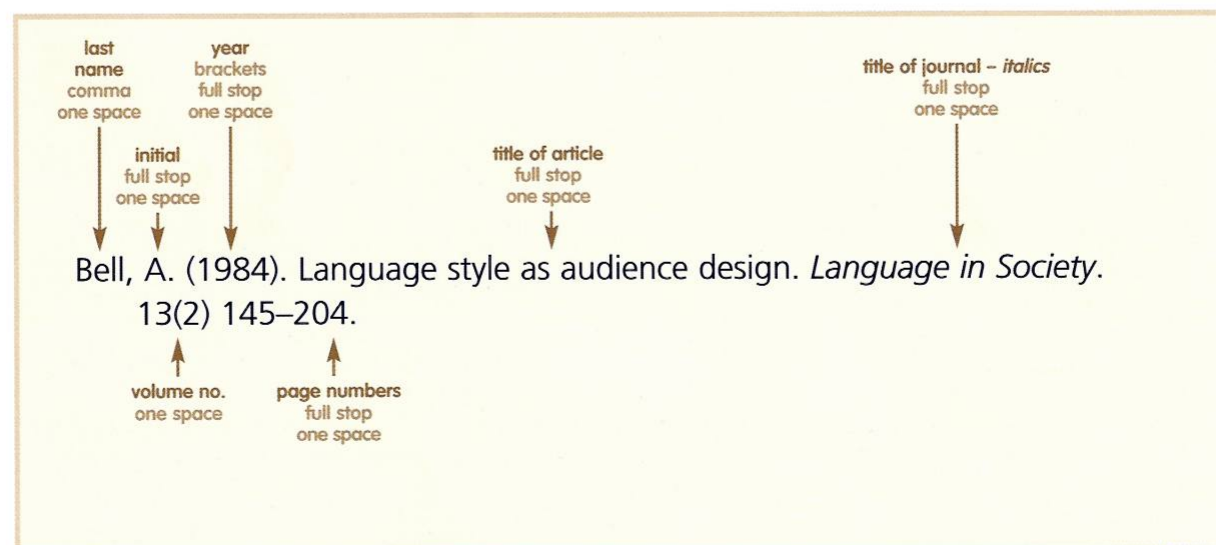 last
name
comma
one space
year
brackets
full stop
one space
title of journal – italics
full stop
one space
initial
full stop
one space
title of article
full stop
one space
Bell, A. (1984). Language style as audience design. Language in Society.
13(2) 145–204.
volume no.
one space
page numbers
full stop
one space